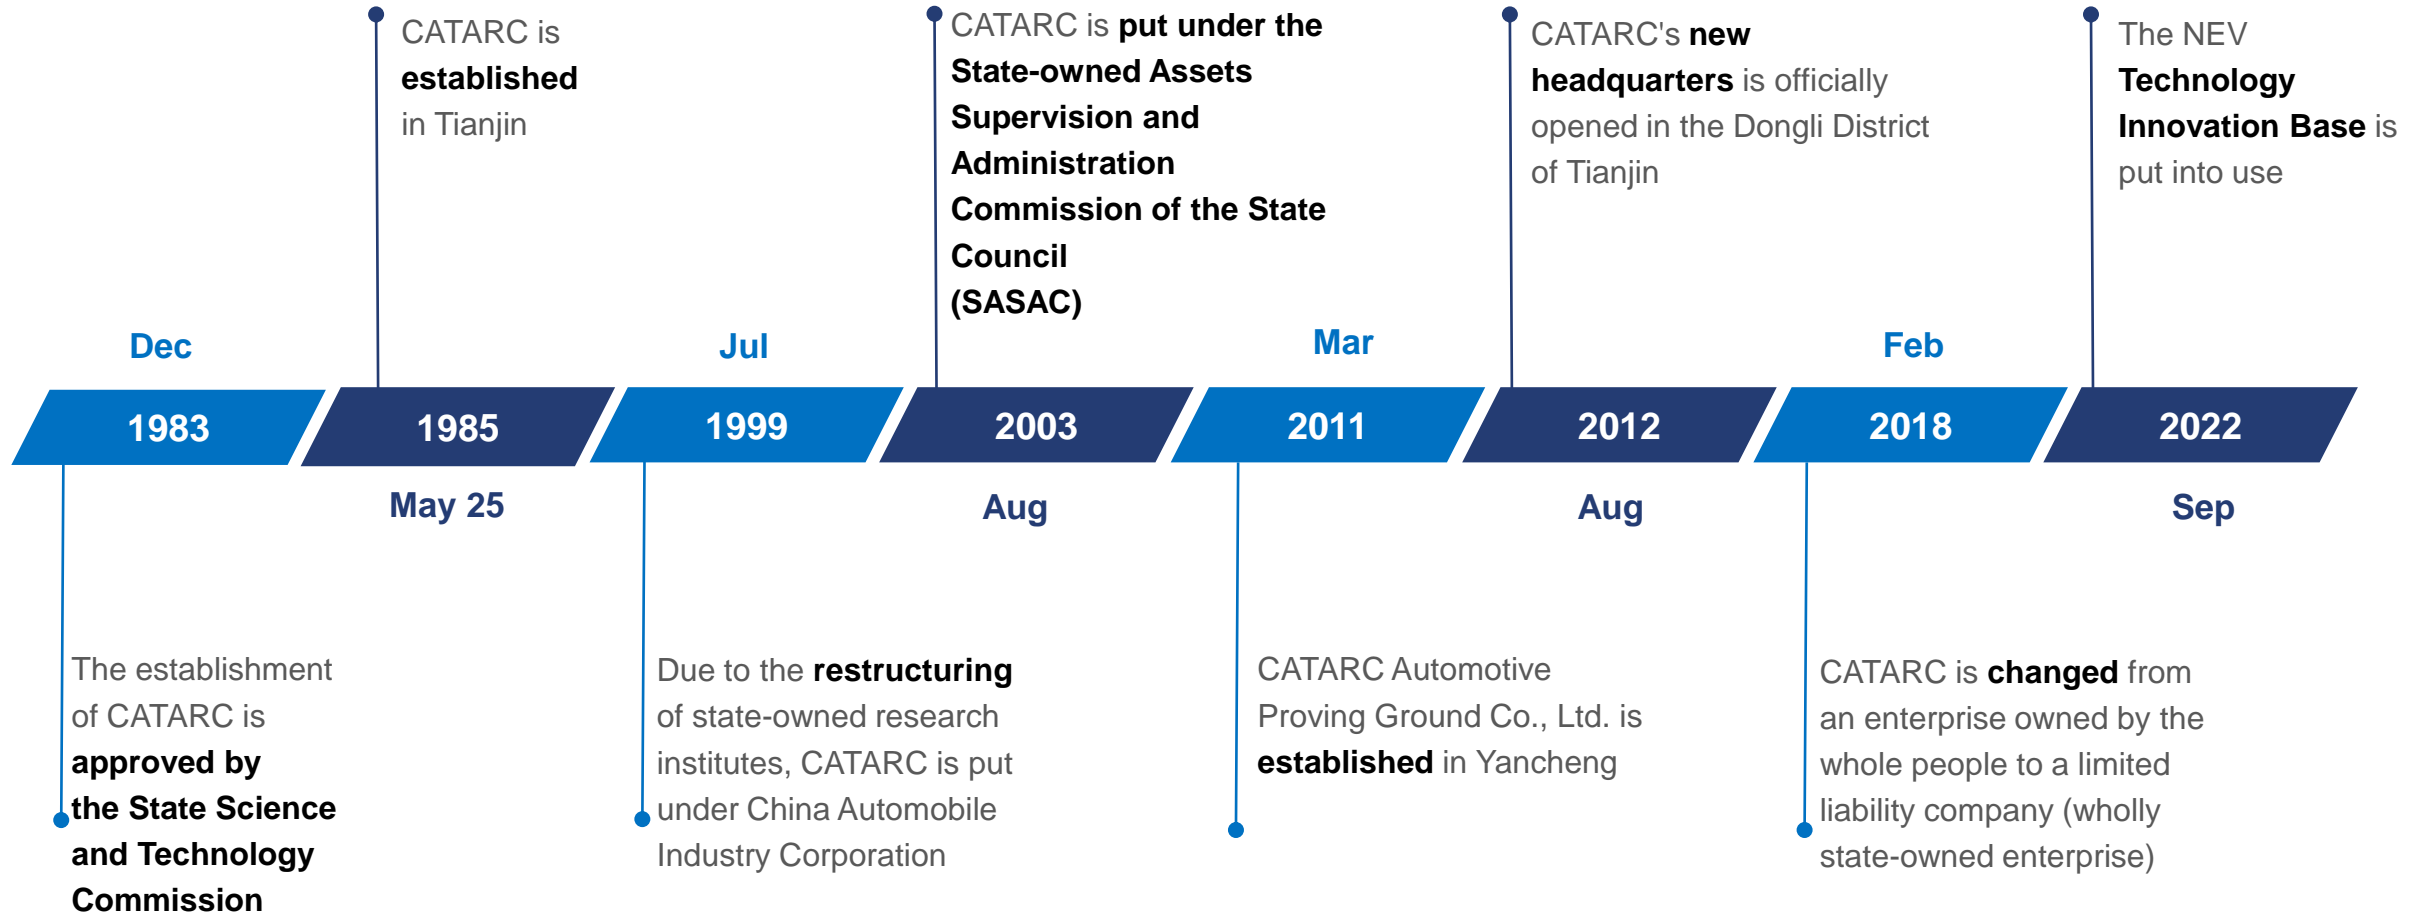 CATARC is
established
in Tianjin
CATARC is put under the
State-owned Assets
Supervision and
Administration
Commission of the State
Council
(SASAC)
CATARC's new
headquarters is officially
opened in the Dongli District
of Tianjin
The NEV
Technology
Innovation Base is
put into use
Dec
Jul
Mar
Feb
1983
1985
1999
2003
2011
2012
2018
2022
May 25
Aug
Aug
Sep
The establishment
of CATARC is
approved by
the State Science
and Technology
Commission
Due to the restructuring
of state-owned research
institutes, CATARC is put
under China Automobile
Industry Corporation
CATARC Automotive
Proving Ground Co., Ltd. is
established in Yancheng
CATARC is changed from
an enterprise owned by the
whole people to a limited
liability company (wholly
state-owned enterprise)